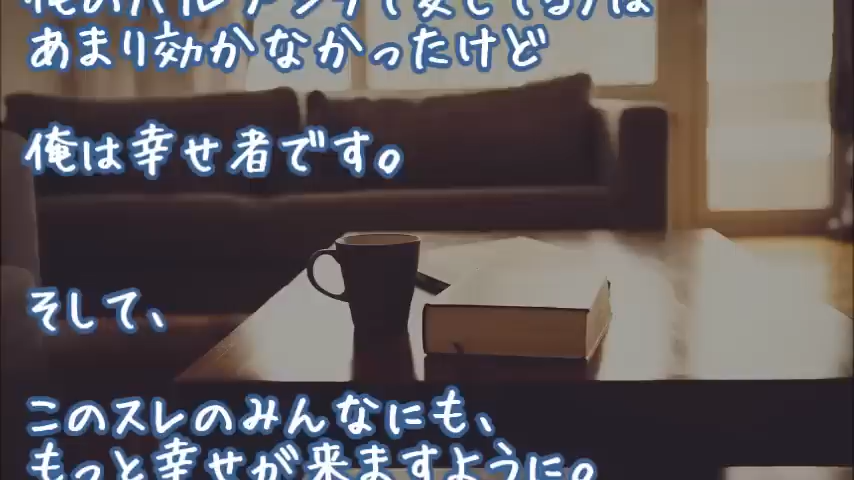 あまり効かなかったけど
俺は幸せ者です。
そして、
このスレのみんなにも、
もっと幸せが来ますように。